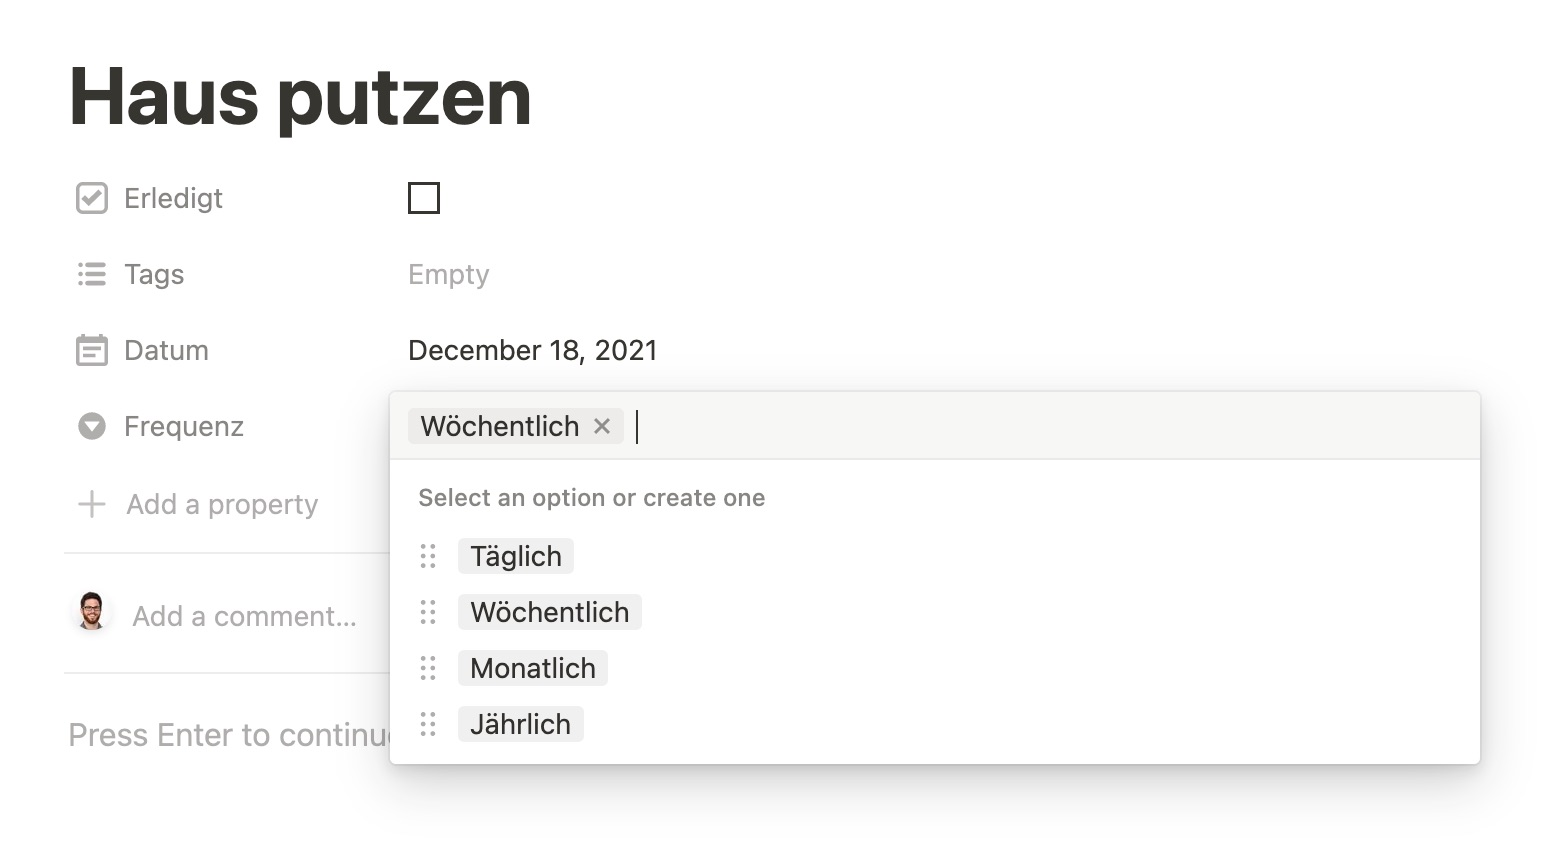 Haus putzen
Erledigt
Tags Empty
Datum December 18, 2021
Frequenz Wöchentlich ×
Add a property
Select an option or create one
Täglich
Wöchentlich
Add a comment...
Monatlich
Jährlich
Press Enter to continu